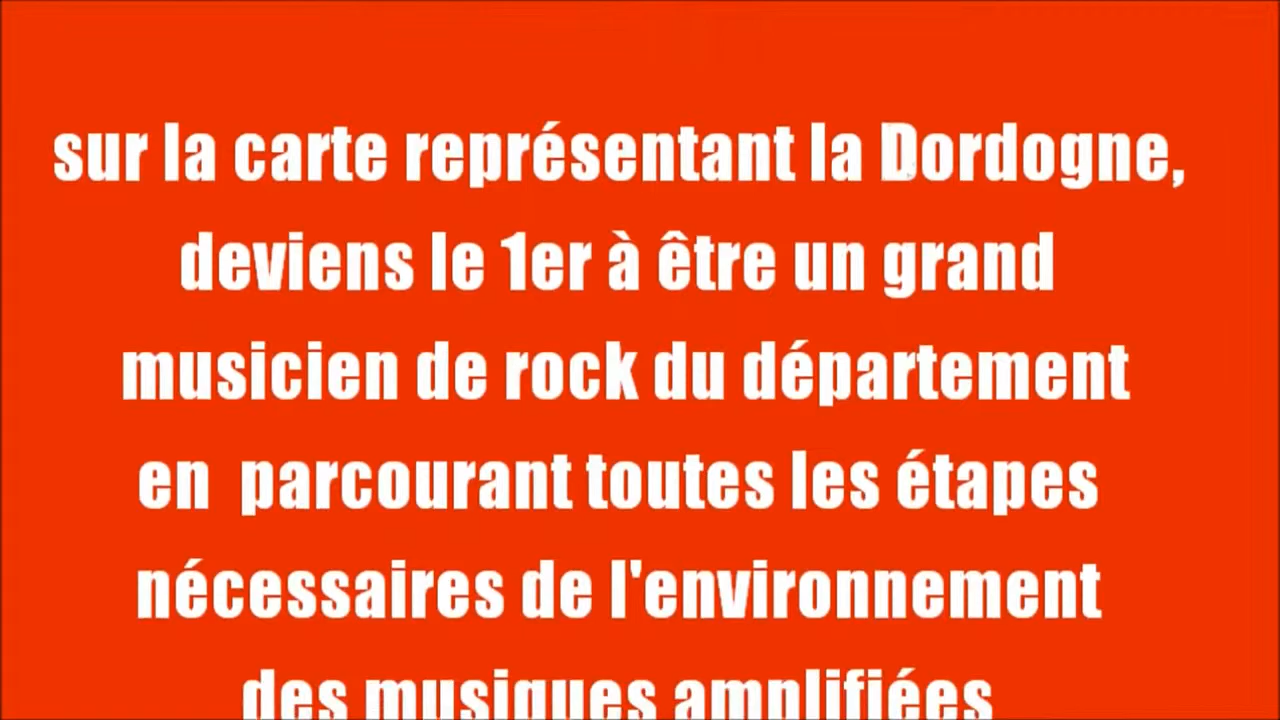 sur la carte représentant la Dordogne,
deviens le 1er à être un grand
musicien de rock du département
en  parcourant toutes les étapes
nécessaires de l'environnement
des musiques amplifiées